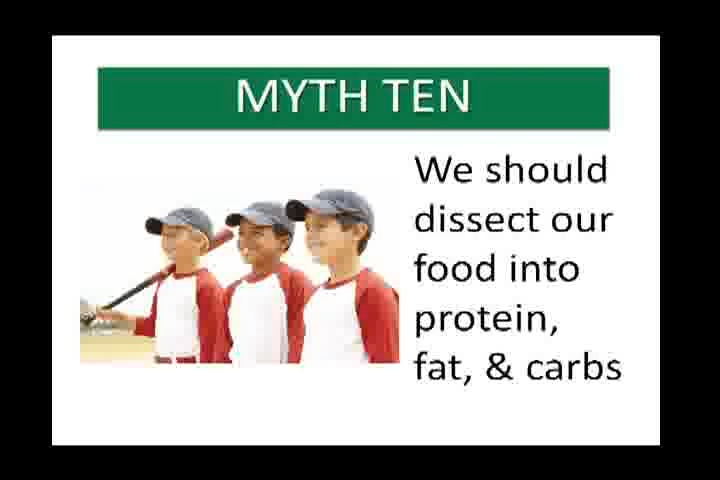 MYTH TEN
We should
dissect our
food into
protein,
fat, & carbs